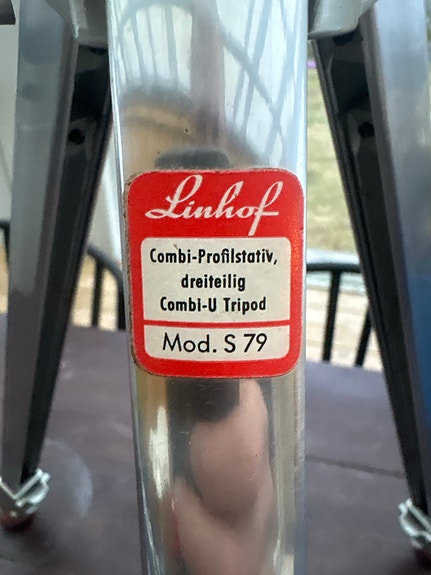 Linhof
Combi-Profilstativ,
dreiteilig
Combi-U Tripod
Mod. S 79